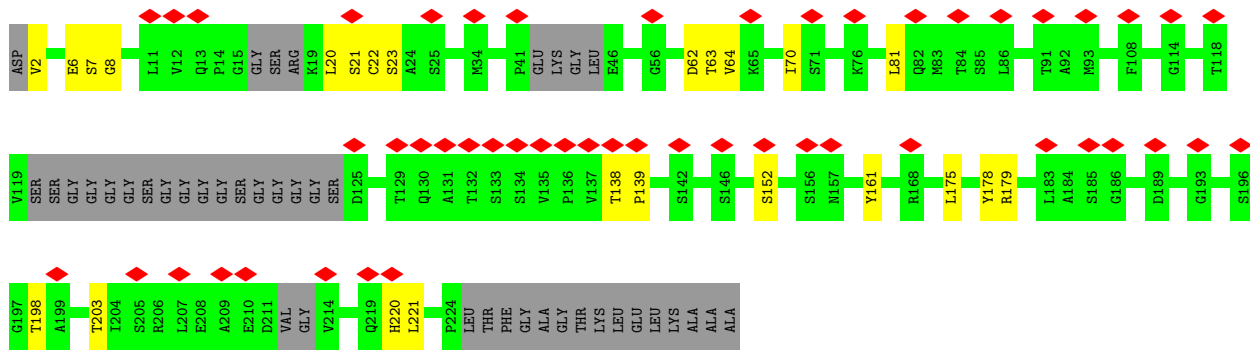 ASP V2 E6 S7 G8 L11 V12 Q13 P14 G15 GLY SER ARG K19 L20 S21 C22 S23 A24 S25 M34 P41 GLU LYS GLY LEU E46 G56 D62 T63 V64 K65 I70 S71 K76 L81 Q82 M83 T84 S85 L86 T91 A92 M93 F108 G114 T118
V119 SER SER GLY GLY GLY GLY SER GLY GLY GLY GLY SER GLY GLY GLY GLY SER D125 T129 Q130 A131 T132 S133 S134 V135 P136 V137 T138 P139 S142 S146 S152 S156 N157 Y161 R168 L175 Y178 R179 L183 A184 S185 G186 D189 G193 S196
G197 T198 A199 T203 I204 S205 R206 L207 E208 A209 E210 D211 VAL GLY V214 Q219 H220 L221 P224 LEU THR PHE GLY ALA GLY THR LYS LEU GLU LEU LYS ALA ALA ALA